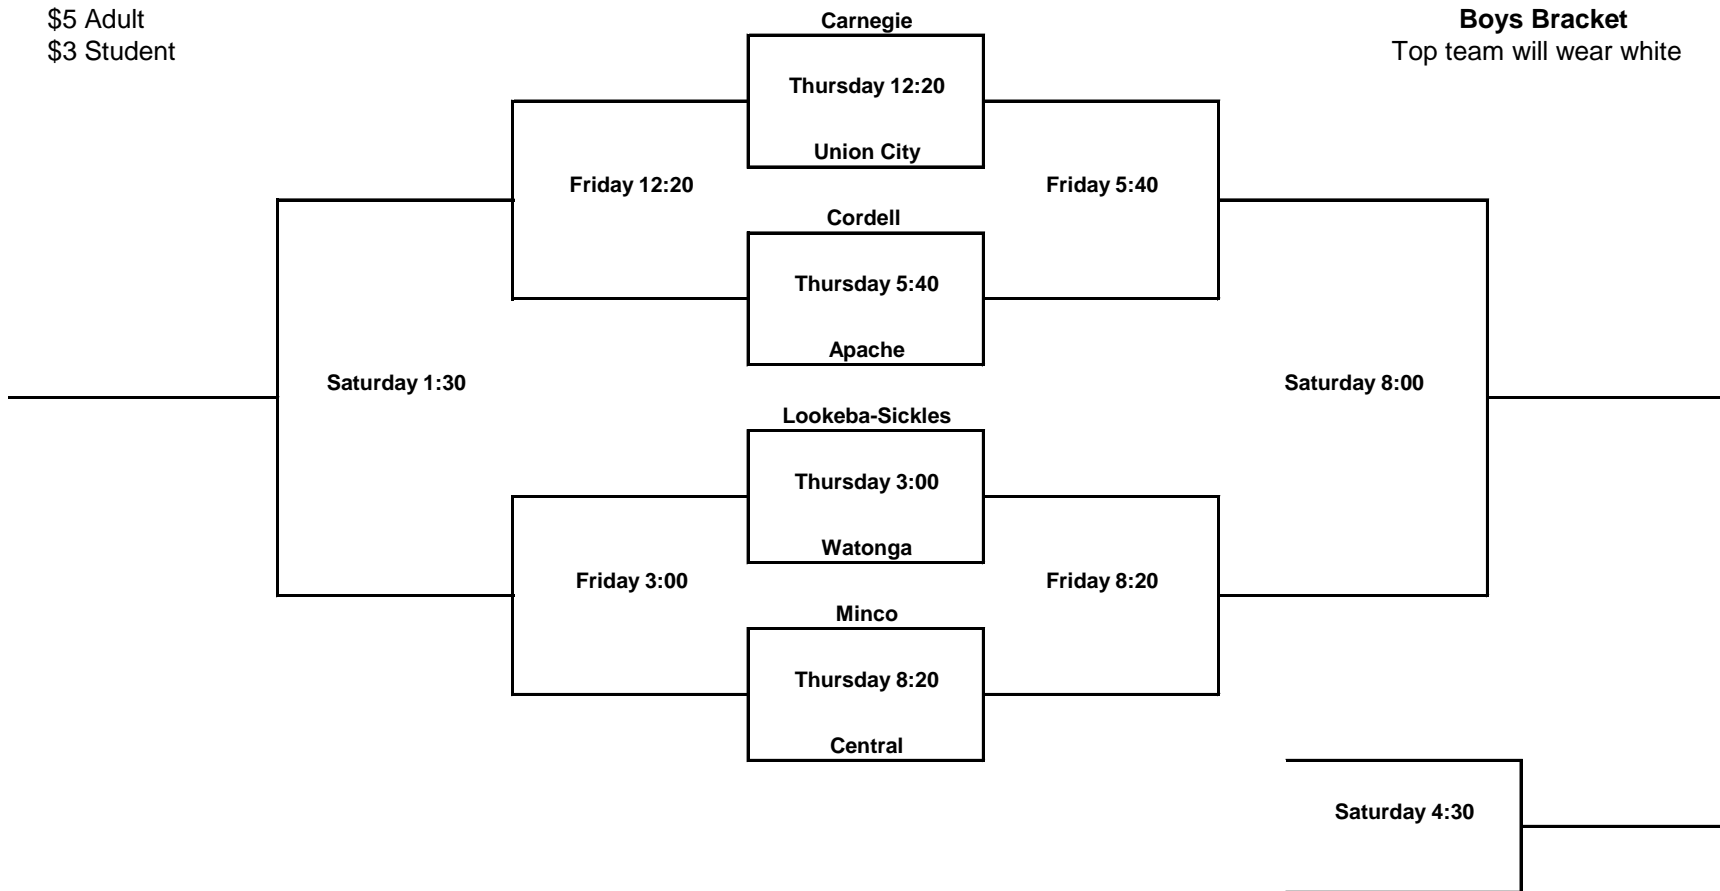 $5 Adult
$3 Student
Boys Bracket
Top team will wear white
Carnegie
Thursday 12:20
Union City
Friday 12:20
Friday 5:40
Cordell
Thursday 5:40
Apache
Saturday 1:30
Saturday 8:00
Lookeba-Sickles
Thursday 3:00
Watonga
Friday 3:00
Friday 8:20
Minco
Thursday 8:20
Central
Saturday 4:30